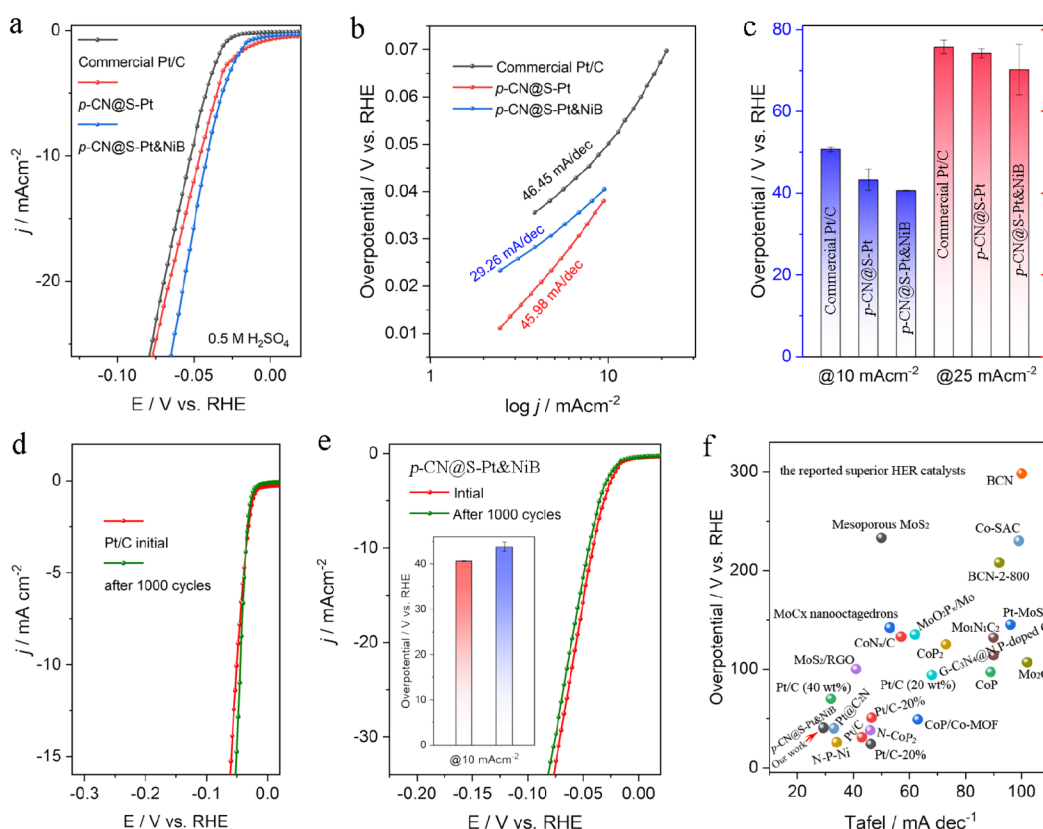 a
0
-10
-20
j / mAcm-2
Commercial Pt/C
p-CN@S-Pt
p-CN@S-Pt&NiB
0.5 M H2SO4
-0.10
-0.05
0.00
E / V vs. RHE
b
0.07
0.06
0.05
0.04
0.03
0.02
0.01
Overpotential / V vs. RHE
Commercial Pt/C
p-CN@S-Pt
p-CN@S-Pt&NiB
46.45 mA/dec
29.26 mA/dec
45.98 mA/dec
1
10
log j / mAcm-2
c
80
60
40
20
0
Overpotential / V vs. RHE
Commercial Pt/C
p-CN@S-Pt
p-CN@S-Pt&NiB
Commercial Pt/C
p-CN@S-Pt
p-CN@S-Pt&NiB
@10 mAcm-2
@25 mAcm-2
d
0
-5
-10
-15
j / mA cm-2
Pt/C initial
after 1000 cycles
-0.3
-0.2
-0.1
0.0
E / V vs. RHE
e
0
-5
-10
-15
-20
-25
-30
j / mAcm-2
p-CN@S-Pt&NiB
Intial
After 1000 cycles
40
30
20
10
0
Overpotential / V vs. RHE
@10 mAcm-2
-0.20
-0.15
-0.10
-0.05
0.00
E / V vs. RHE
f
300
200
100
0
Overpotential / V vs. RHE
the reported superior HER catalysts
BCN
Mesoporous MoS2
Co-SAC
BCN-2-800
MoCx nanooctagedrons
MoO2Px/Mo
Pt-MoS
CoNx/C
Mo1N1C2
CoP2
G-C3N4@N,P-doped
MoS2/RGO
Pt/C (40 wt%)
Pt/C (20 wt%)
CoP
Mo2
p-CN@S-Pt&NiB
Our work
Pt@C2N
Pt/C-20%
CoP/Co-MOF
Pt/C
N-CoP2
N-P-Ni
Pt/C-20%
20
40
60
80
100
Tafel / mA dec-1